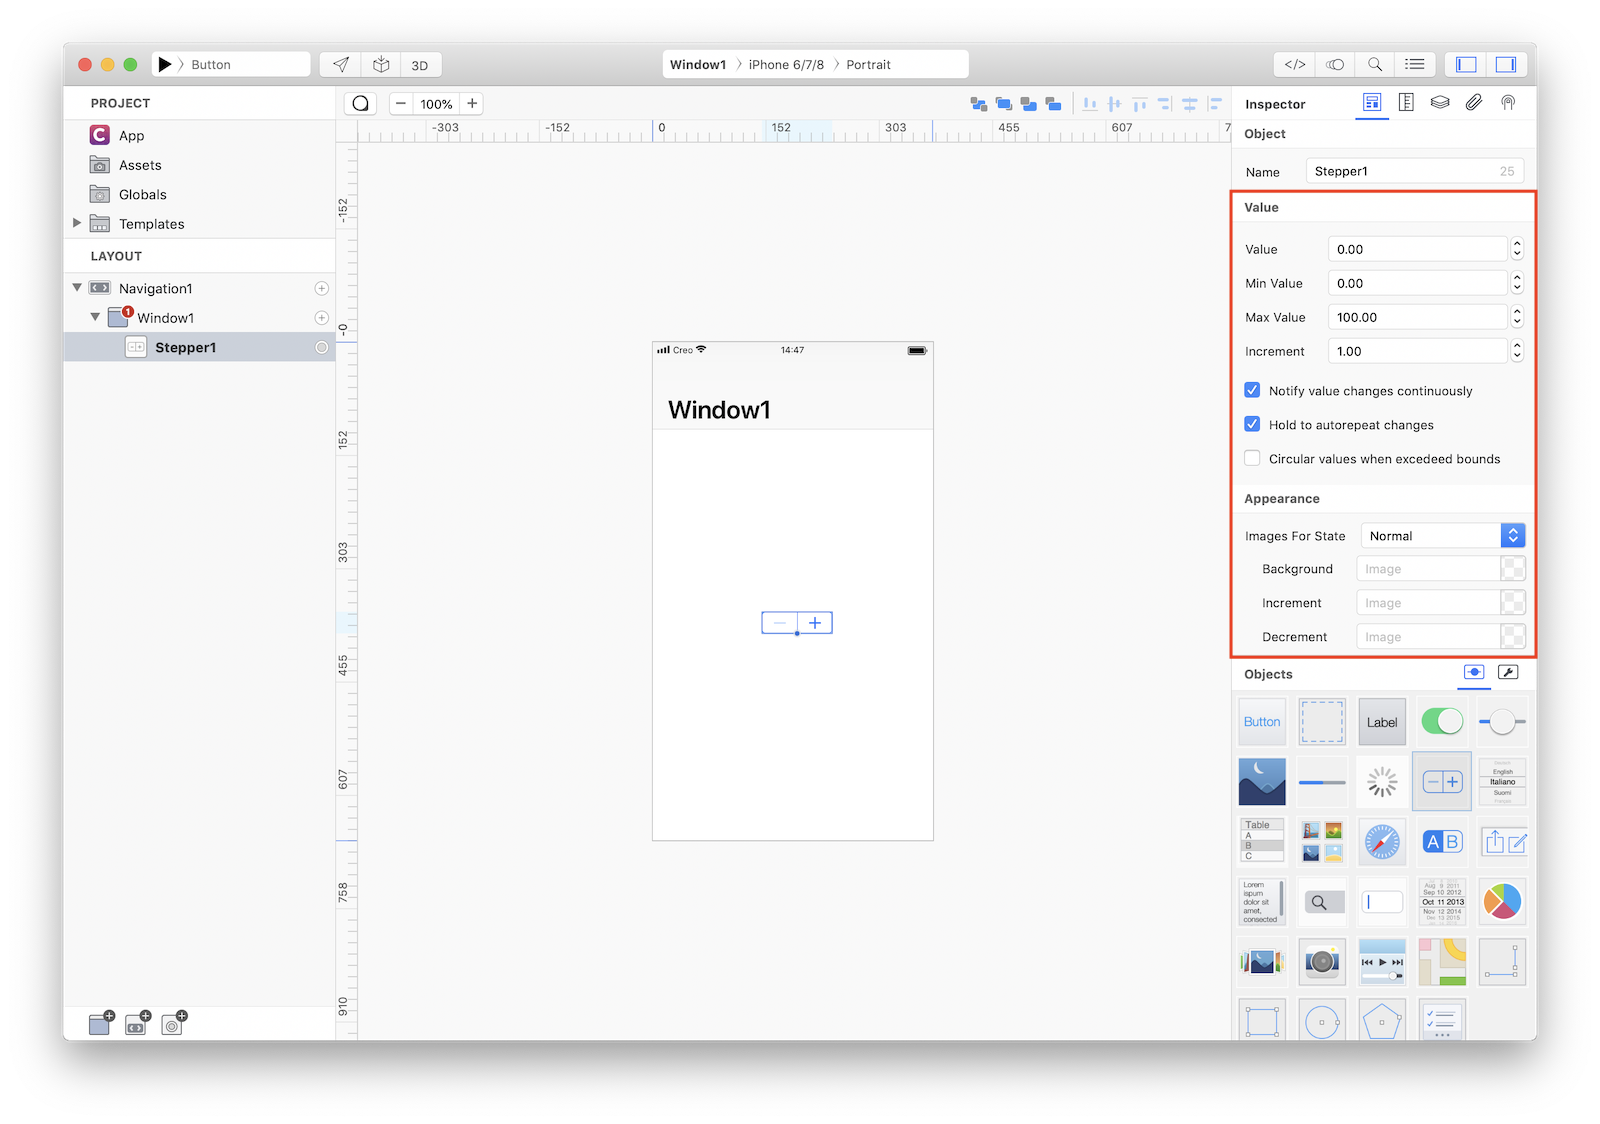 Button
3D
Window1 〉 iPhone 6/7/8 〉 Portrait
</>
PROJECT
App
Assets
Globals
Templates
LAYOUT
Navigation1
1
Window1
Stepper1
100%
-303
-152
0
152
303
455
607
7
-152
-0
152
303
455
607
758
910
Creo
14:47
Window1
Inspector
Object
Name
Stepper1
25
Value
Value
0.00
Min Value
0.00
Max Value
100.00
Increment
1.00
Notify value changes continuously
Hold to autorepeat changes
Circular values when excedeed bounds
Appearance
Images For State
Normal
Background
Image
Increment
Image
Decrement
Image
Objects
Button
Label
English
Italiano
Suomi
Table
A
B
C
A B
Lorem
ispum
dolor sit
amet,
consected
Aug 9 2011
Sep 10 2012
Oct 11 2013
Nov 12 2014
Dec 13 2015